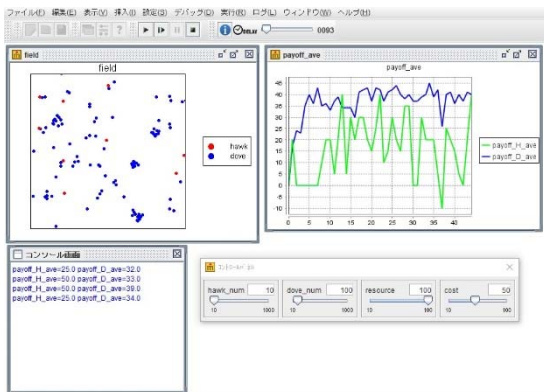 ファイル(F) 編集(E) 表示(V) 挿入(I) 設定(S) デバッグ(D) 実行(R) ログ(L) ウィンドウ(W) ヘルプ(H)
0093
field
field
hawk
dove
payoff_ave
payoff_ave
45
40
35
30
25
20
15
10
5
0
-5
-10
0 5 10 15 20 25 30 35 40
payoff_H_ave
payoff_D_ave
コンソール画面
payoff_H_ave=25.0 payoff_D_ave=32.0
payoff_H_ave=50.0 payoff_D_ave=33.0
payoff_H_ave=50.0 payoff_D_ave=39.0
payoff_H_ave=25.0 payoff_D_ave=34.0
hawk_num 10 dove_num 100 resource 100 cost 50
10 1000 10 1000 10 100 10 100